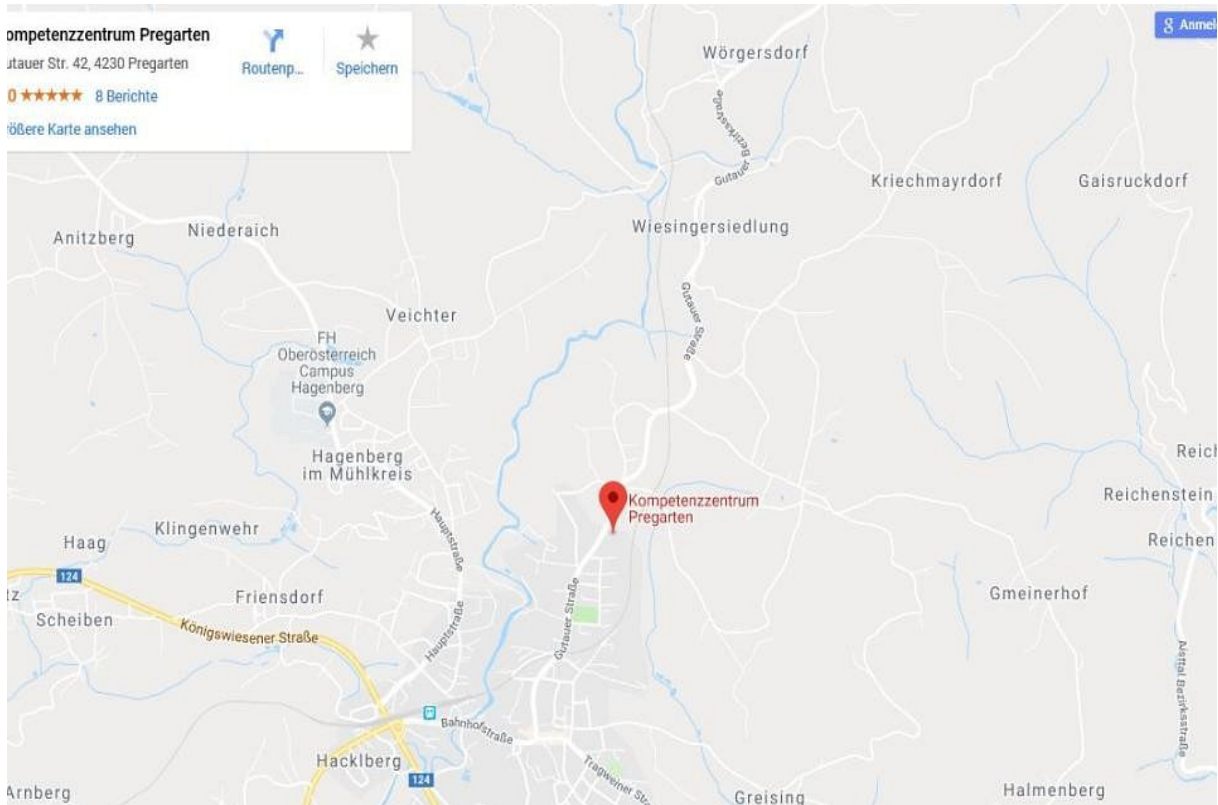 ompetenzzentrum Pregarten
utauer Str. 42, 4230 Pregarten
0 ★★★★★ 8 Berichte
rößere Karte ansehen
Routenp...
Speichern
Anmel
Wörgersdorf
Gutauer Bezirksstraße
Kriechmayrdorf
Gaisruckdorf
Wiesingersiedlung
Anitzberg
Niederaich
Veichter
Gutauer Straße
FH
Oberösterreich
Campus
Hagenberg
Hagenberg
im Mühlkreis
Reich
Reichenstein
Reichen
Kompetenzzentrum
Pregarten
Klingenwehr
Haag
Hauptstraße
124
tz
Friensdorf
Scheiben
Königswiesener Straße
Hauptstraße
Gutauer Straße
Gmeinerhof
Aisttal Bezirksstraße
Bahnhofstraße
Hacklberg
124
Tragweiner Str
Arnberg
Greising
Halmenberg